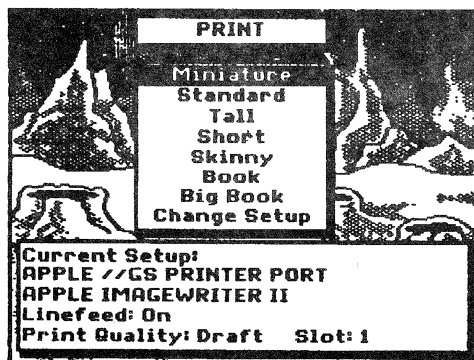 PRINT
Miniature
Standard
Tall
Short
Skinny
Book
Big Book
Change Setup
Current Setup:
APPLE //GS PRINTER PORT
APPLE IMAGEWRITER II
Linefeed: On
Print Quality: Draft Slot: 1